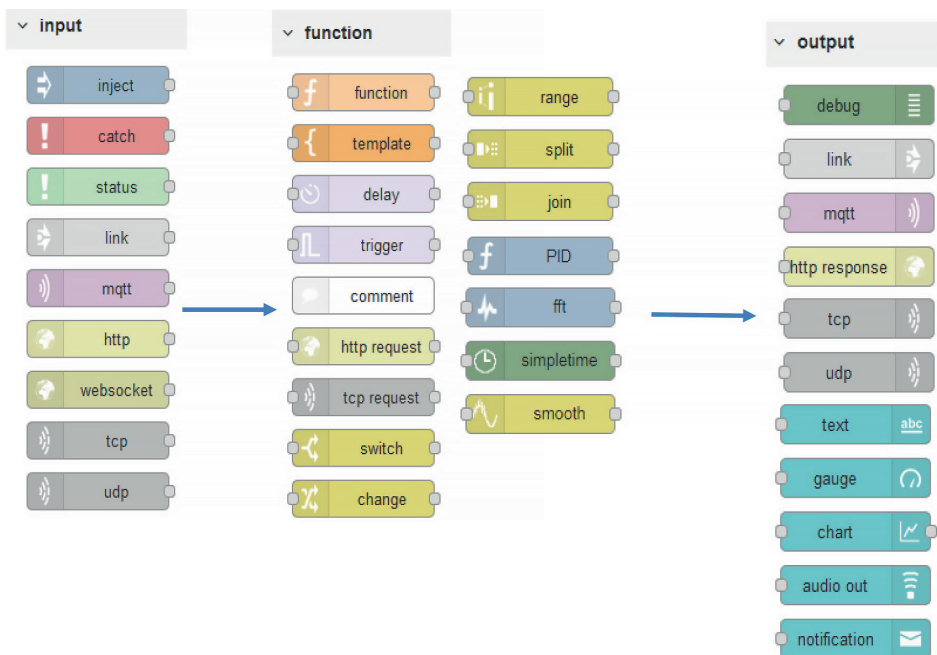 input
inject
catch
status
link
mqtt
http
websocket
tcp
udp
function
function
template
delay
trigger
comment
http request
tcp request
switch
change
range
split
join
PID
fft
simpletime
smooth
output
debug
link
mqtt
http response
tcp
udp
text
abc
gauge
chart
audio out
notification